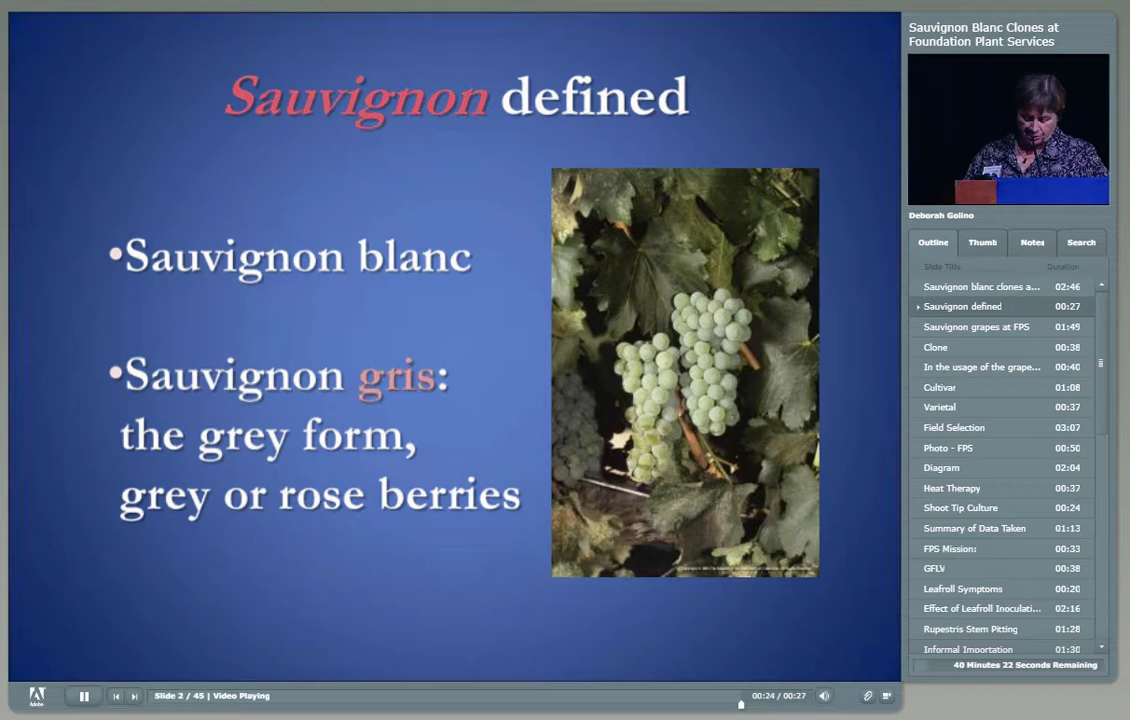 Sauvignon defined
•Sauvignon blanc
•Sauvignon gris:
the grey form,
grey or rose berries
Sauvignon Blanc Clones at
Foundation Plant Services
Deborah Golino
Outline Thumb Notes Search
Slide Title Duration
Sauvignon blanc clones a... 02:46
Sauvignon defined 00:27
Sauvignon grapes at FPS 01:49
Clone 00:38
In the usage of the grape... 00:40
Cultivar 01:08
Varietal 00:37
Field Selection 03:07
Photo - FPS 00:50
Diagram 02:04
Heat Therapy 00:37
Shoot Tip Culture 00:24
Summary of Data Taken 01:13
FPS Mission: 00:33
GFLV 00:38
Leafroll Symptoms 00:20
Effect of Leafroll Inoculati... 02:16
Rupestris Stem Pitting 01:28
Informal Importation 01:30
40 Minutes 22 Seconds Remaining
Adobe
Slide 2 / 45 | Video Playing
00:24 / 00:27